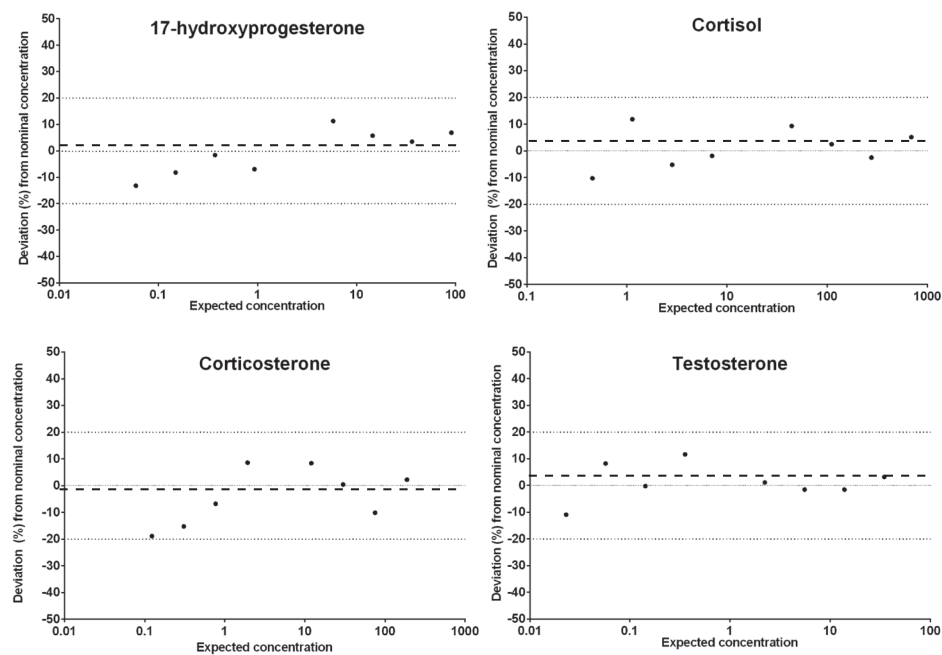 17-hydroxyprogesterone
Deviation (%) from nominal concentration
50
40
30
20
10
0
-10
-20
-30
-40
-50
0.01 0.1 1 10 100
Expected concentration
Cortisol
Deviation (%) from nominal concentration
50
40
30
20
10
0
-10
-20
-30
-40
-50
0.1 1 10 100 1000
Expected concentration
Corticosterone
Deviation (%) from nominal concentration
50
40
30
20
10
0
-10
-20
-30
-40
-50
0.01 0.1 1 10 100 1000
Expected concentration
Testosterone
Deviation (%) from nominal concentration
50
40
30
20
10
0
-10
-20
-30
-40
-50
0.01 0.1 1 10 100
Expected concentration